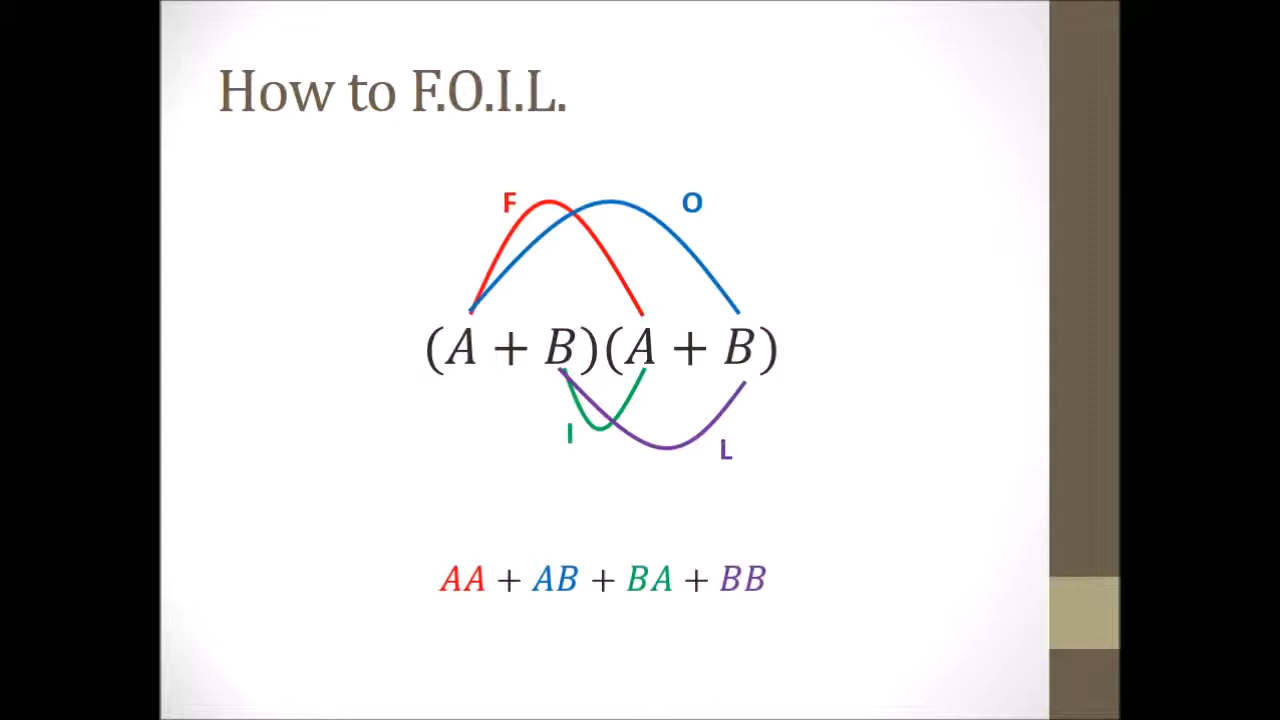 How to F.O.I.L.
F O
(A + B)(A + B)
I L
AA + AB + BA + BB